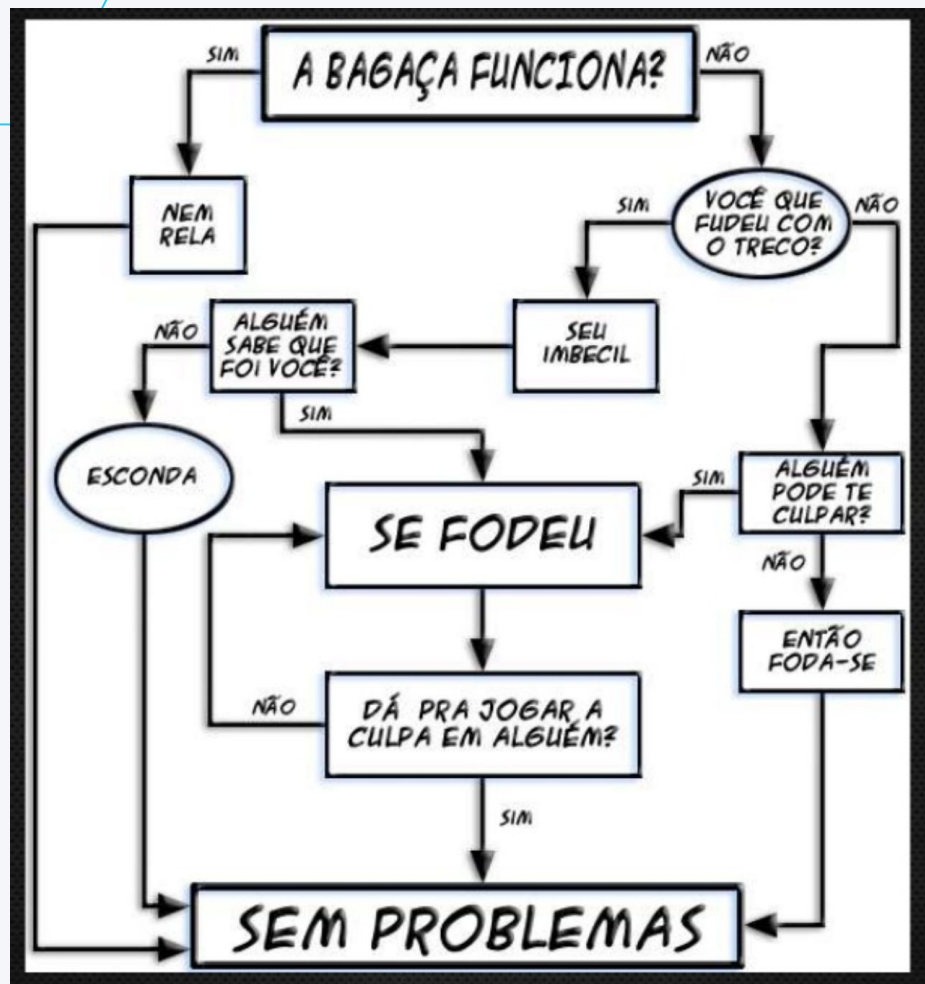 A BAGAÇA FUNCIONA?
SIM
NÃO
NEM
RELA
VOCÊ QUE
FUDEU COM
O TRECO?
SIM
NÃO
SEU
IMBECIL
ALGUÉM
SABE QUE
FOI VOCÊ?
NÃO
SIM
ESCONDA
ALGUÉM
PODE TE
CULPAR?
SIM
NÃO
SE FODEU
ENTÃO
FODA-SE
DÁ PRA JOGAR A
CULPA EM ALGUÉM?
NÃO
SIM
SEM PROBLEMAS